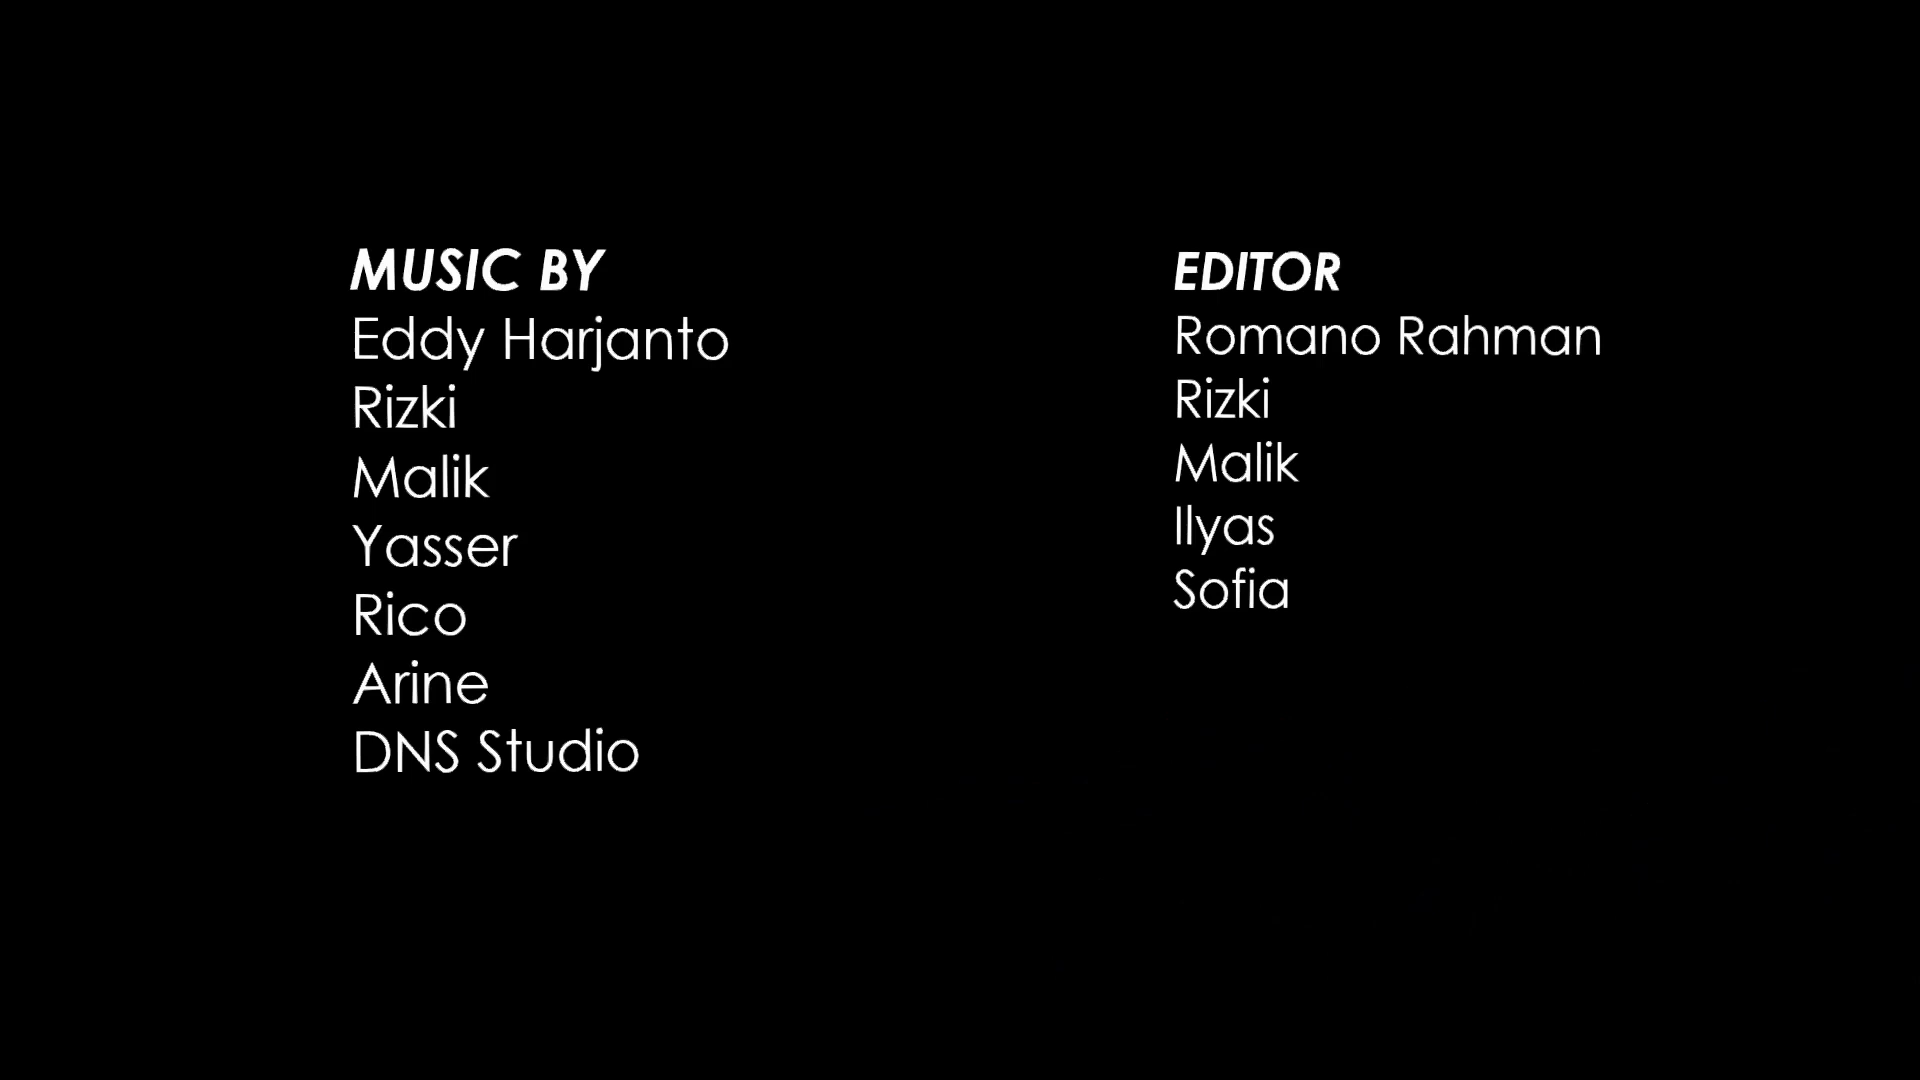 MUSIC BY
Eddy Harjanto
Rizki
Malik
Yasser
Rico
Arine
DNS Studio
EDITOR
Romano Rahman
Rizki
Malik
Ilyas
Sofia